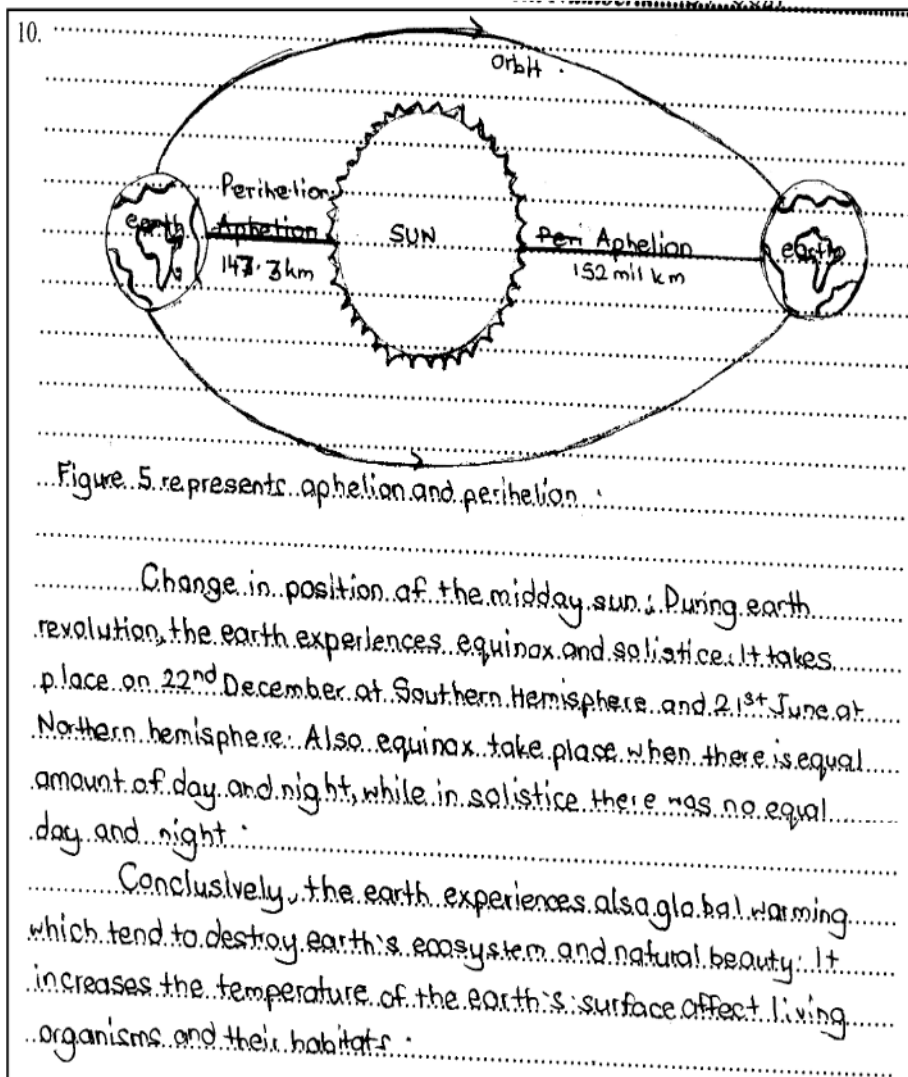 10.
orbit.
Perihelion
Aphelion
earth
SUN
Peri Aphelion
earth
152 mil km
Figure 5 represents aphelion and perihelion.
Change in position of the midday sun; During earth
revolution, the earth experiences equinox and solistice. It takes
place on 22nd December at Southern Hemisphere and 21st June at
Northern hemisphere. Also equinox take place when there is equal
amount of day and night, while in solistice there was no equal
day and night.
Conclusively, the earth experiences also global warming
which tend to destroy earth's ecosystem and natural beauty. It
increases the temperature of the earth's surface affect living
organisms and their habitats.